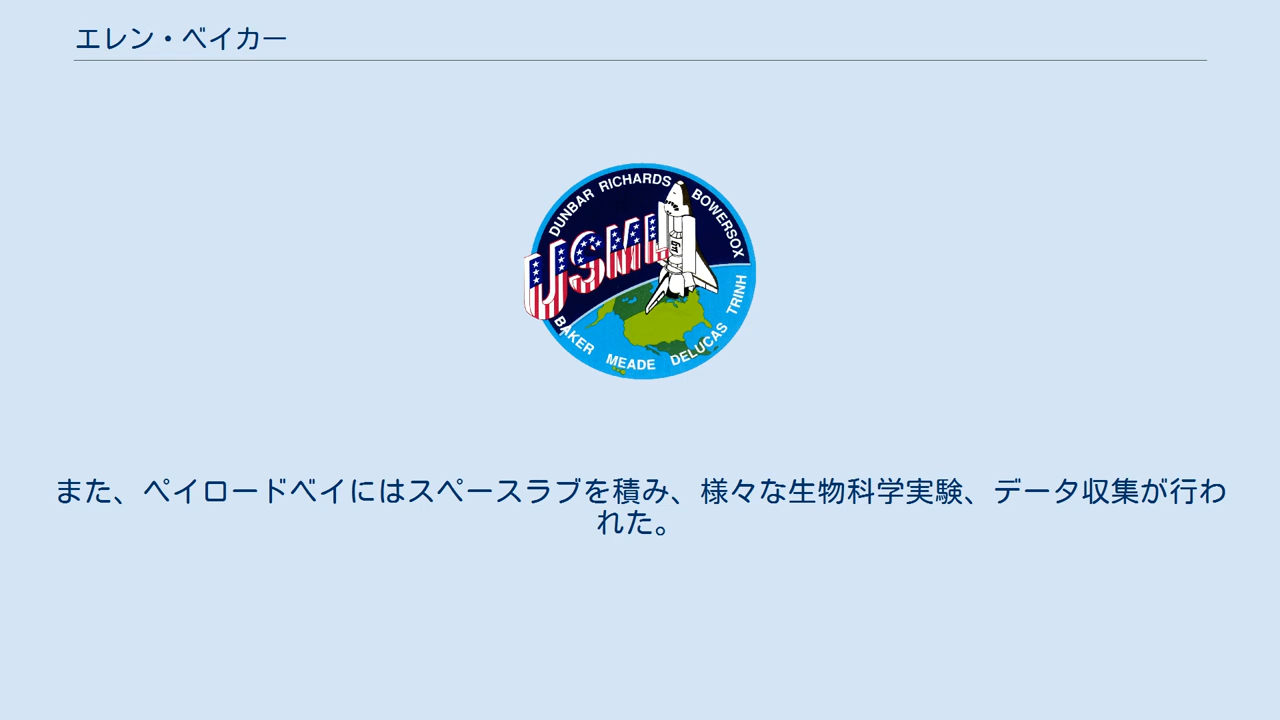 エレン・ベイカー
DUNBAR RICHARDS BOWERSOX
USML
μg
BAKER MEADE DELUCAS TRINH
また、ペイロードベイにはスペースラブを積み、様々な生物科学実験、データ収集が行わ
れた。